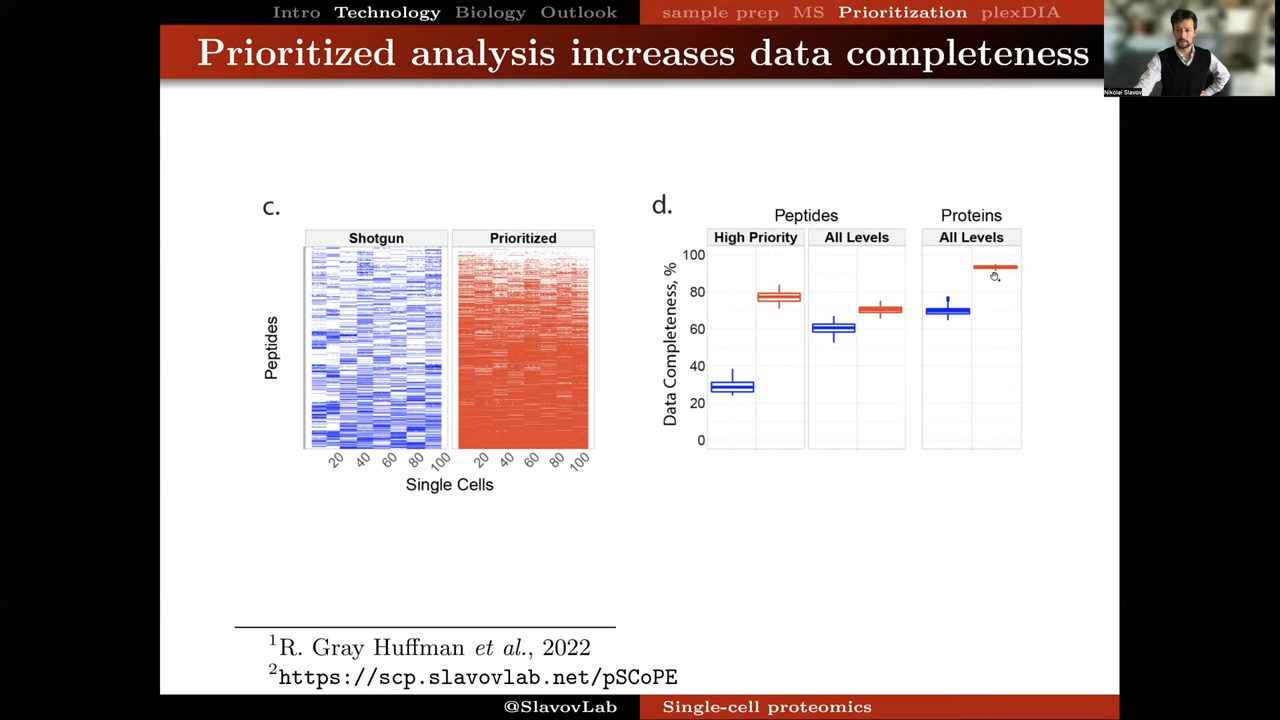 Intro Technology Biology Outlook sample prep MS Prioritization plexDIA
Prioritized analysis increases data completeness
Nikolai Slavov
c.
Shotgun Prioritized
Peptides
20 40 60 80 100 20 40 60 80 100
Single Cells
d.
Peptides Proteins
High Priority All Levels All Levels
Data Completeness, %
100
80
60
40
20
0
1R. Gray Huffman et al., 2022
2https://scp.slavovlab.net/pSCoPE
@SlavovLab Single-cell proteomics